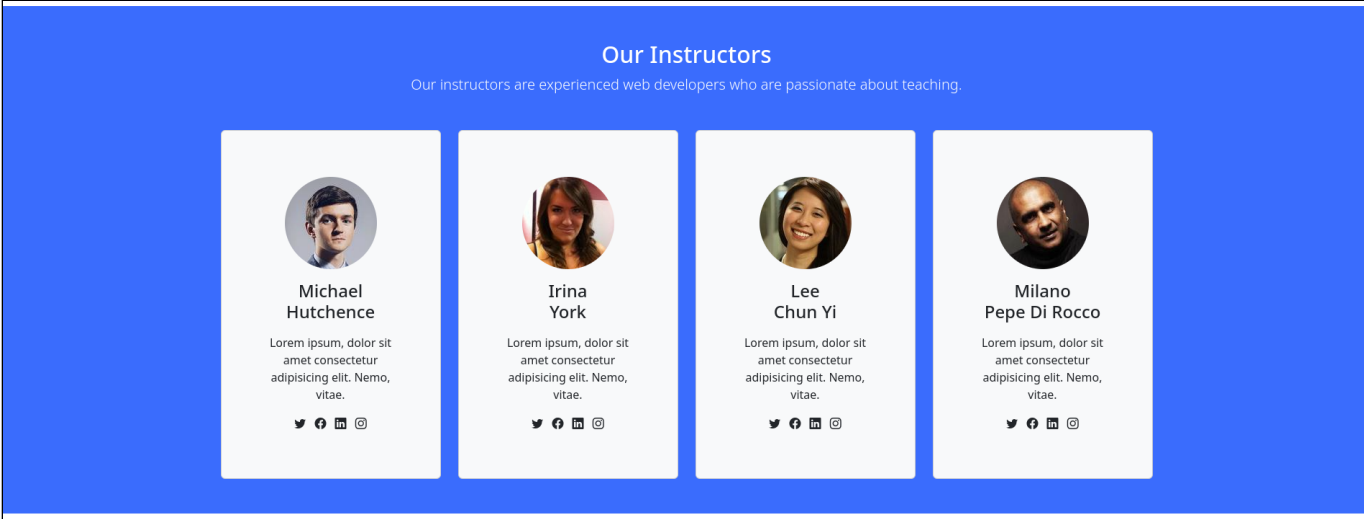 Our Instructors
Our instructors are experienced web developers who are passionate about teaching.
Michael
Hutchence
Lorem ipsum, dolor sit
amet consectetur
adipisicing elit. Nemo,
vitae.
Irina
York
Lorem ipsum, dolor sit
amet consectetur
adipisicing elit. Nemo,
vitae.
Lee
Chun Yi
Lorem ipsum, dolor sit
amet consectetur
adipisicing elit. Nemo,
vitae.
Milano
Pepe Di Rocco
Lorem ipsum, dolor sit
amet consectetur
adipisicing elit. Nemo,
vitae.